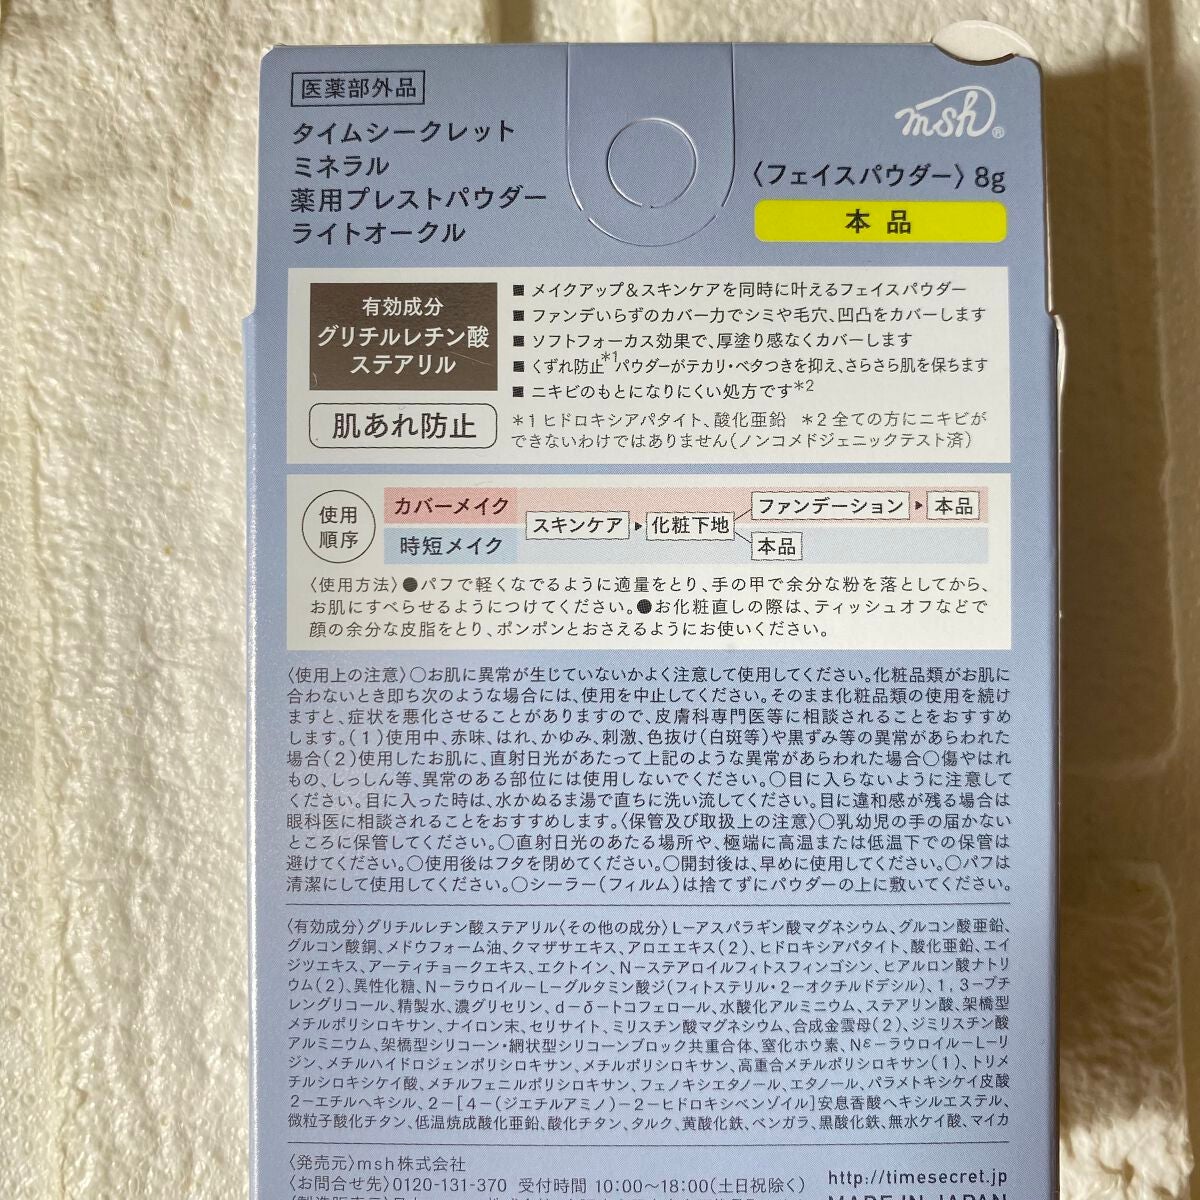 医薬部外品
タイムシークレット
ミネラル
薬用プレストパウダー
ライトオークル
msh®
〈フェイスパウダー〉8g
本品
有効成分
グリチルレチン酸
ステアリル
肌あれ防止
■ メイクアップ&スキンケアを同時に叶えるフェイスパウダー
■ ファンデいらずのカバー力でシミや毛穴、凹凸をカバーします
■ ソフトフォーカス効果で、厚塗り感なくカバーします
■ くずれ防止*1パウダーがテカリ・ベタつきを抑え、さらさら肌を保ちます
■ ニキビのもとになりにくい処方です*2
*1 ヒドロキシアパタイト、酸化亜鉛 *2 全ての方にニキビが
できないわけではありません(ノンコメドジェニックテスト済)
使用
順序
カバーメイク
時短メイク
スキンケア ▶ 化粧下地
ファンデーション ▶ 本品
本品
〈使用方法〉●パフで軽くなでるように適量をとり、手の甲で余分な粉を落としてから、
お肌にすべらせるようにつけてください。●お化粧直しの際は、ティッシュオフなどで
顔の余分な皮脂をとり、ポンポンとおさえるようにお使いください。
〈使用上の注意〉○お肌に異常が生じていないかよく注意して使用してください。化粧品類がお肌に
合わないとき即ち次のような場合には、使用を中止してください。そのまま化粧品類の使用を続け
ますと、症状を悪化させることがありますので、皮膚科専門医等に相談されることをおすすめ
します。(1)使用中、赤味、はれ、かゆみ、刺激、色抜け(白斑等)や黒ずみ等の異常があらわれた
場合(2)使用したお肌に、直射日光があたって上記のような異常があらわれた場合○傷やはれ
もの、しっしん等、異常のある部位には使用しないでください。○目に入らないように注意して
ください。目に入った時は、水かぬるま湯で直ちに洗い流してください。目に違和感が残る場合は
眼科医に相談されることをおすすめします。〈保管及び取扱上の注意〉○乳幼児の手の届かない
ところに保管してください。○直射日光のあたる場所や、極端に高温または低温下での保管は
避けてください。○使用後はフタを閉めてください。○開封後は、早めに使用してください。○パフは
清潔にして使用してください。○シーラー(フィルム)は捨てずにパウダーの上に敷いてください。
〈有効成分〉グリチルレチン酸ステアリル〈その他の成分〉L−アスパラギン酸マグネシウム、グルコン酸亜鉛、
グルコン酸銅、メドウフォーム油、クマザサエキス、アロエエキス(2)、ヒドロキシアパタイト、酸化亜鉛、エイ
ジツエキス、アーティチョークエキス、エクトイン、N−ステアロイルフィトスフィンゴシン、ヒアルロン酸ナトリ
ウム(2)、異性化糖、N−ラウロイル−L−グルタミン酸ジ(フィトステリル・2−オクチルドデシル)、1,3−ブチ
レングリコール、精製水、濃グリセリン、d−δ−トコフェロール、水酸化アルミニウム、ステアリン酸、架橋型
メチルポリシロキサン、ナイロン末、セリサイト、ミリスチン酸マグネシウム、合成金雲母(2)、ジミリスチン酸
アルミニウム、架橋型シリコーン・網状型シリコーンブロック共重合体、窒化ホウ素、Nε−ラウロイル−L−リ
ジン、メチルハイドロジェンポリシロキサン、メチルポリシロキサン、高重合メチルポリシロキサン(1)、トリメ
チルシロキシケイ酸、メチルフェニルポリシロキサン、フェノキシエタノール、エタノール、パラメトキシケイ皮酸
2−エチルヘキシル、2−[4−(ジエチルアミノ)−2−ヒドロキシベンゾイル]安息香酸ヘキシルエステル、
微粒子酸化チタン、低温焼成酸化亜鉛、酸化チタン、タルク、黄酸化鉄、ベンガラ、黒酸化鉄、無水ケイ酸、マイカ
〈発売元〉msh株式会社
〈お問合せ先〉0120-131-370 受付時間 10:00〜18:00(土日祝除く)
http://timesecret.jp
MADE IN JAPAN